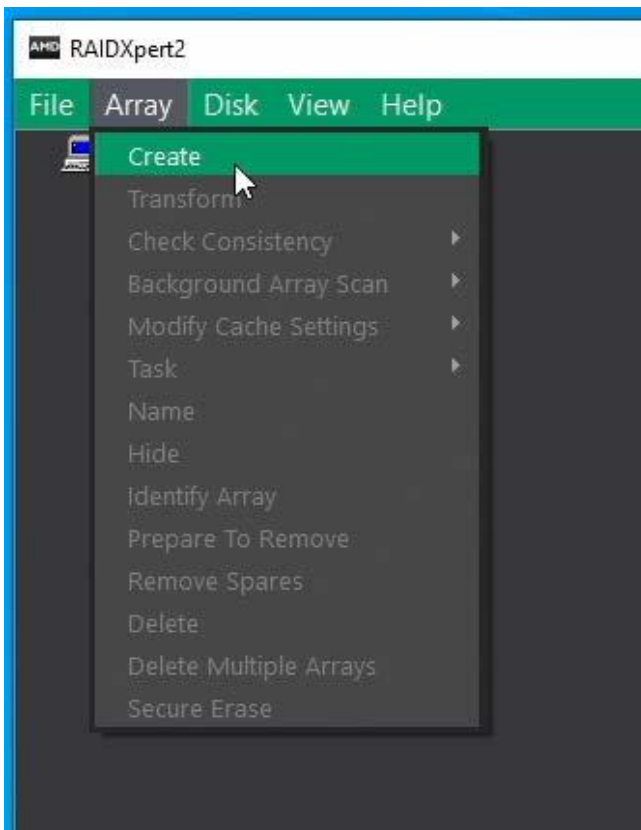 AMD RAIDXpert2
File Array Disk View Help
Create
Transform
Check Consistency
Background Array Scan
Modify Cache Settings
Task
Name
Hide
Identify Array
Prepare To Remove
Remove Spares
Delete
Delete Multiple Arrays
Secure Erase